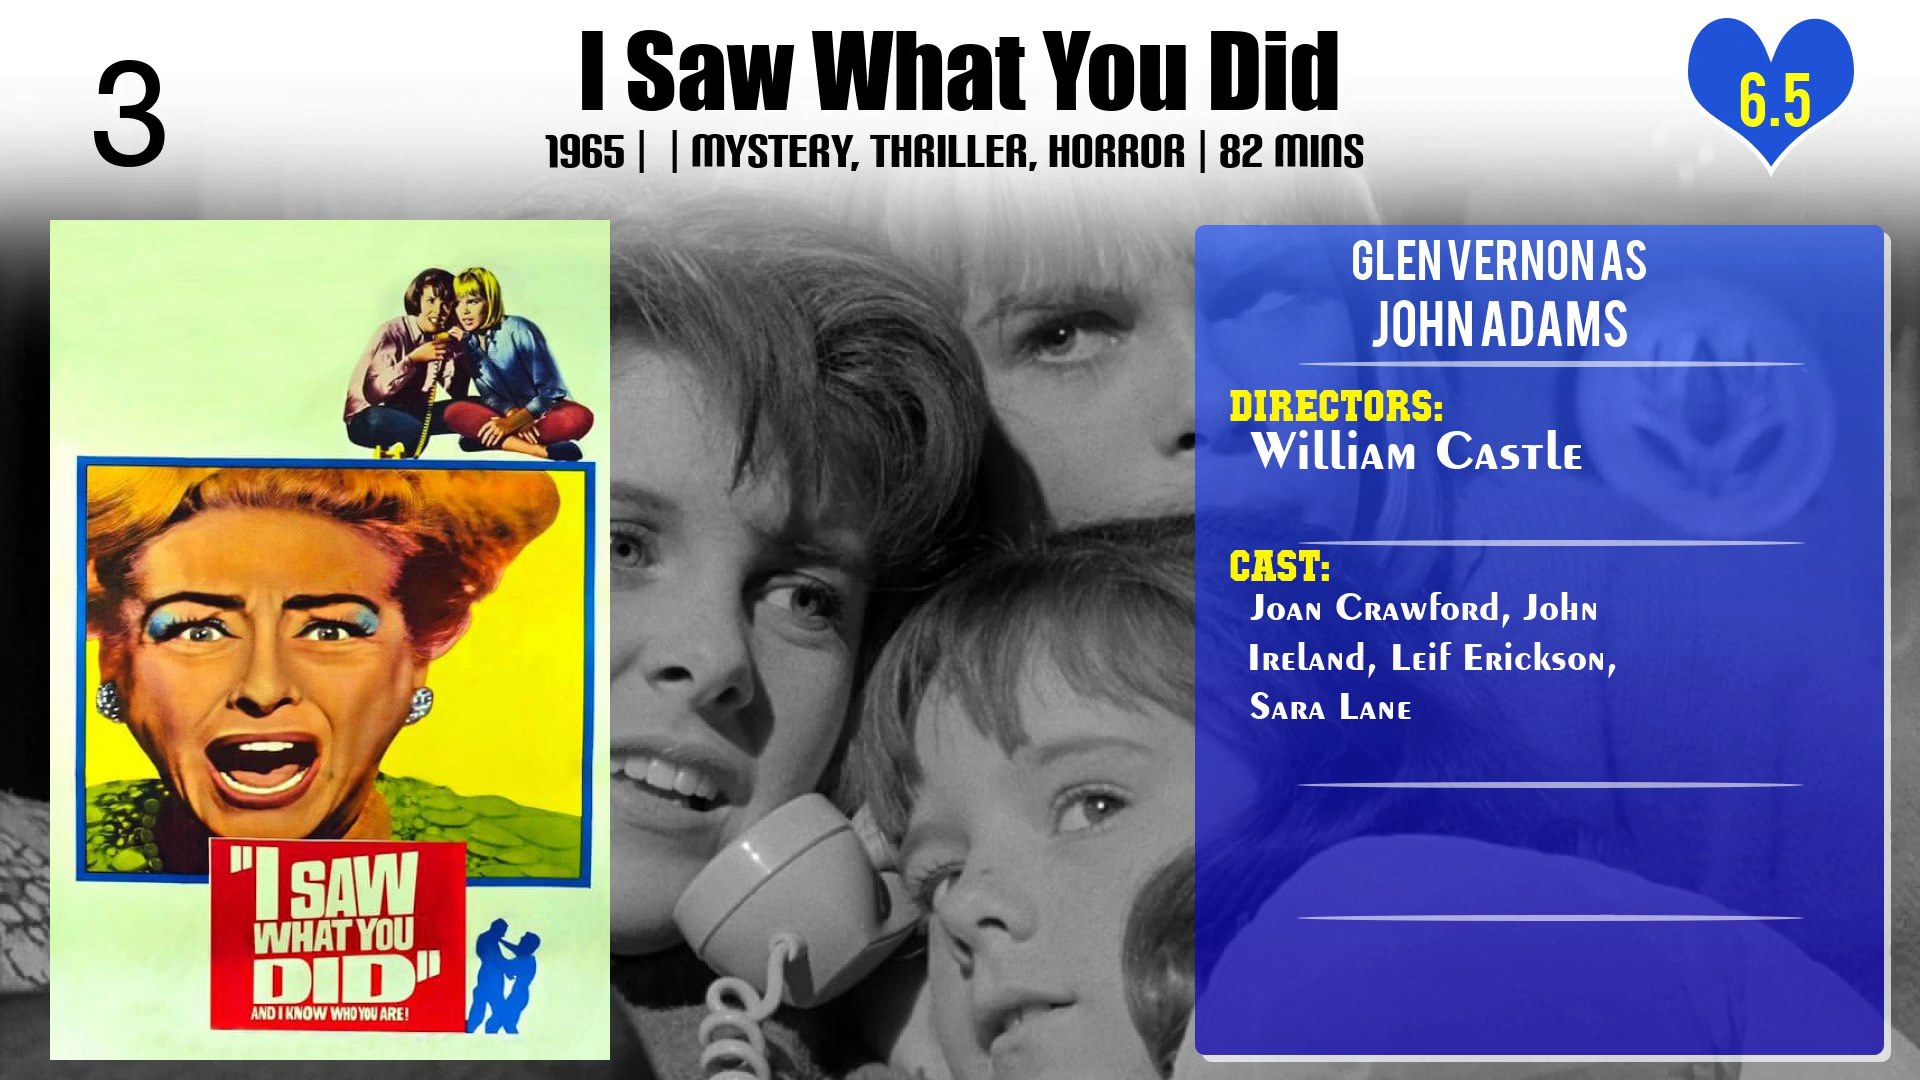 3
I Saw What You Did
1965 | | MYSTERY, THRILLER, HORROR | 82 MINS
6.5
GLEN VERNON AS
JOHN ADAMS
DIRECTORS:
William Castle
CAST:
Joan Crawford, John
Ireland, Leif Erickson,
Sara Lane
"I SAW
WHAT YOU
DID"
AND I KNOW WHO YOU ARE!